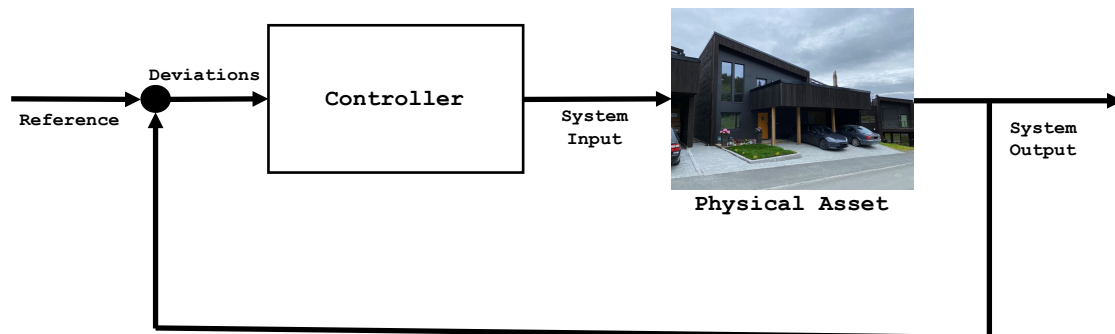 Deviations
Controller
Reference
System
Input
System
Output
Physical Asset